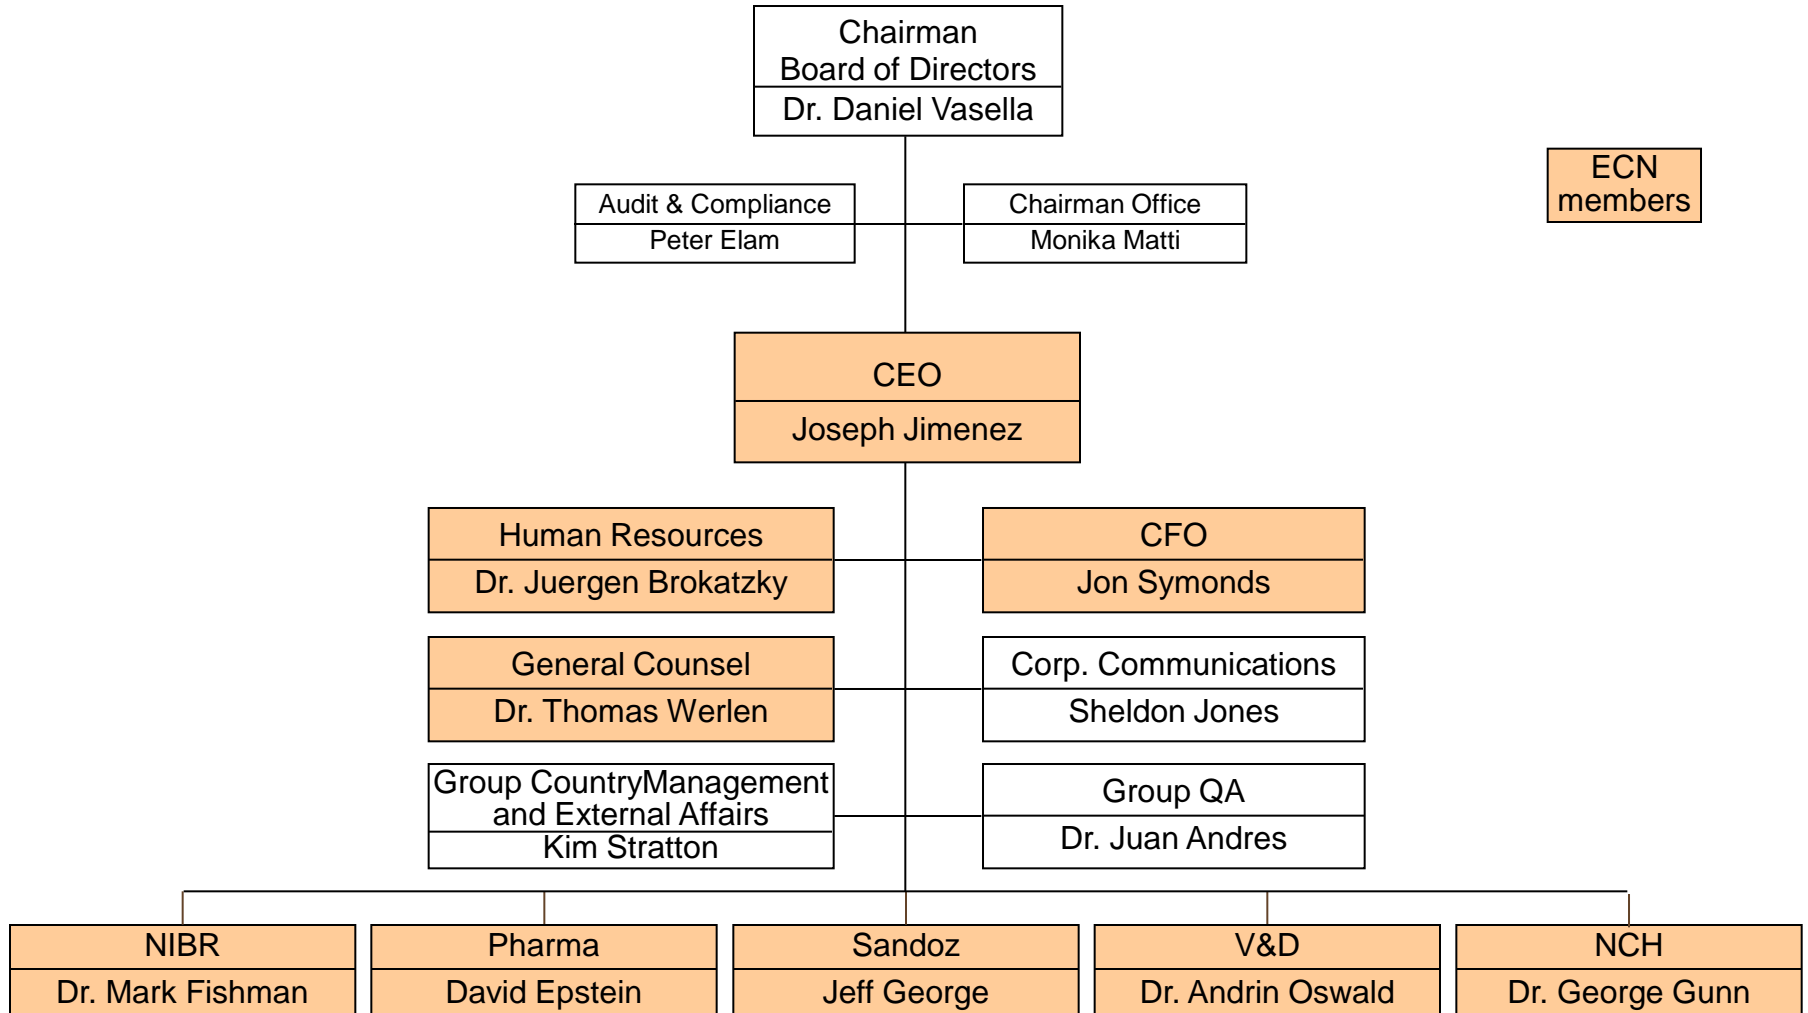 Chairman
Board of Directors
Dr. Daniel Vasella
ECN
members
Audit & Compliance
Peter Elam
Chairman Office
Monika Matti
CEO
Joseph Jimenez
Human Resources
Dr. Juergen Brokatzky
CFO
Jon Symonds
General Counsel
Dr. Thomas Werlen
Corp. Communications
Sheldon Jones
Group CountryManagement
and External Affairs
Kim Stratton
Group QA
Dr. Juan Andres
NIBR
Dr. Mark Fishman
Pharma
David Epstein
Sandoz
Jeff George
V&D
Dr. Andrin Oswald
NCH
Dr. George Gunn